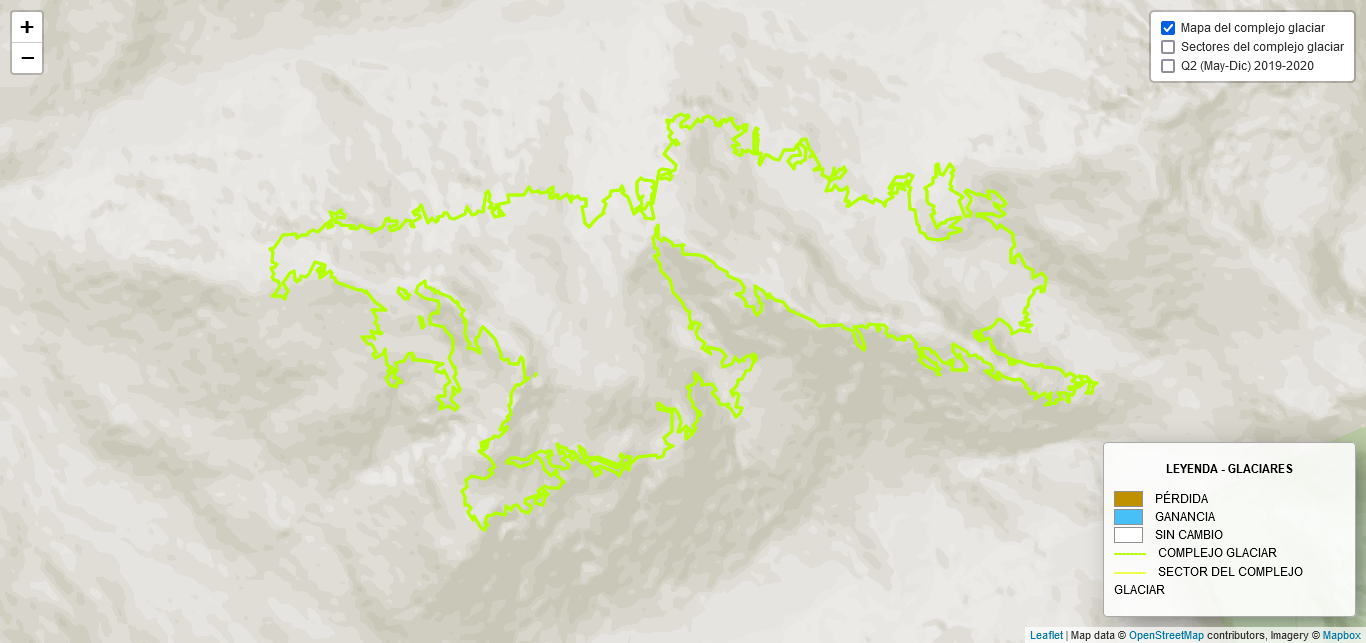 +
−
Mapa del complejo glaciar
Sectores del complejo glaciar
Q2 (May-Dic) 2019-2020
LEYENDA - GLACIARES
PÉRDIDA
GANANCIA
SIN CAMBIO
COMPLEJO GLACIAR
SECTOR DEL COMPLEJO
GLACIAR
Leaflet | Map data © OpenStreetMap contributors, Imagery © Mapbox